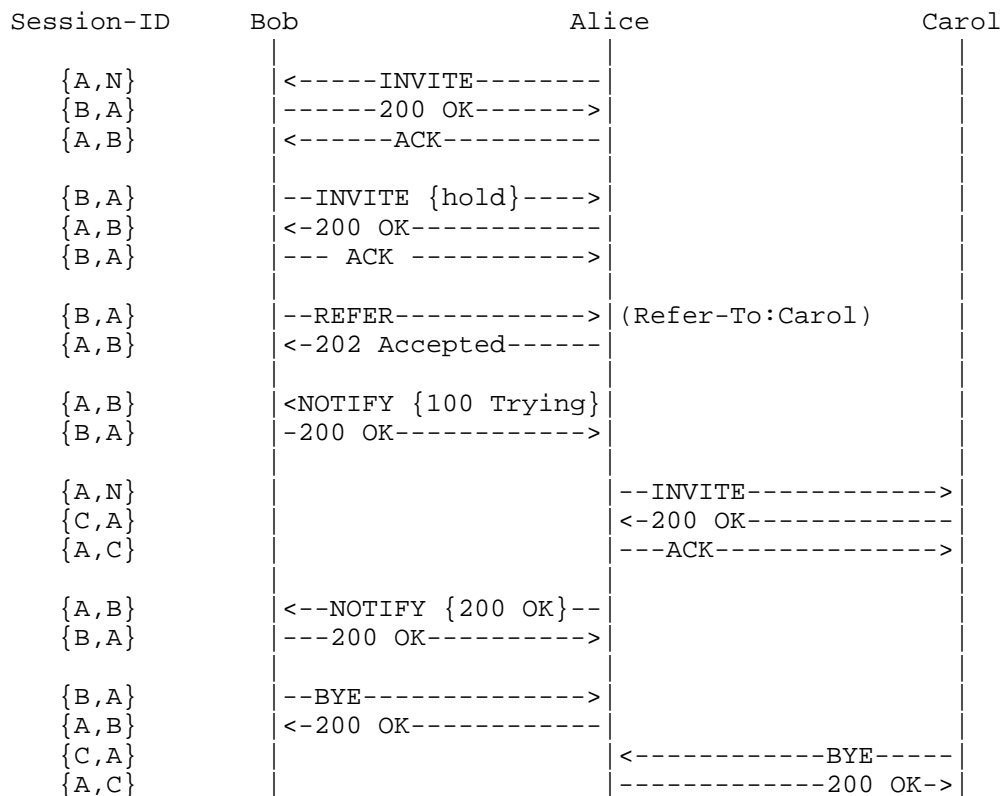 Session-ID     Bob                  Alice                 Carol
                |                    |                     |
   {A,N}        |<-----INVITE--------|                     |
   {B,A}        |------200 OK------->|                     |
   {A,B}        |<------ACK----------|                     |
                |                    |                     |
   {B,A}        |--INVITE {hold}---->|                     |
   {A,B}        |<-200 OK------------|                     |
   {B,A}        |--- ACK ----------->|                     |
                |                    |                     |
   {B,A}        |--REFER------------>|(Refer-To:Carol)     |
   {A,B}        |<-202 Accepted------|                     |
                |                    |                     |
   {A,B}        |<NOTIFY {100 Trying}|                     |
   {B,A}        |-200 OK------------>|                     |
                |                    |                     |
   {A,N}        |                    |--INVITE------------>|
   {C,A}        |                    |<-200 OK-------------|
   {A,C}        |                    |---ACK-------------->|
                |                    |                     |
   {A,B}        |<--NOTIFY {200 OK}--|                     |
   {B,A}        |---200 OK---------->|                     |
                |                    |                     |
   {B,A}        |--BYE-------------->|                     |
   {A,B}        |<-200 OK------------|                     |
   {C,A}        |                    |<------------BYE-----|
   {A,C}        |                    |-------------200 OK->|